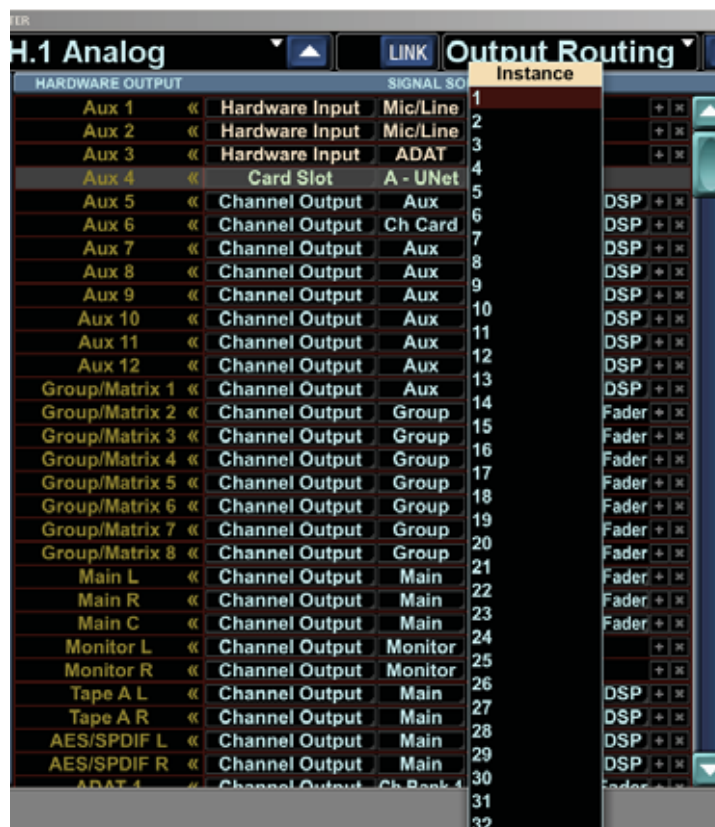 TER
H.1 Analog LINK Output Routing
HARDWARE OUTPUT SIGNAL SO
Instance
Aux 1 « Hardware Input Mic/Line 1 + ×
Aux 2 « Hardware Input Mic/Line 2 + ×
Aux 3 « Hardware Input ADAT 3 + ×
Aux 4 « Card Slot A - UNet 4
Aux 5 « Channel Output Aux 5 DSP + ×
Aux 6 « Channel Output Ch Card 6 DSP + ×
Aux 7 « Channel Output Aux 7 DSP + ×
Aux 8 « Channel Output Aux 8 DSP + ×
Aux 9 « Channel Output Aux 9 DSP + ×
Aux 10 « Channel Output Aux 10 DSP + ×
Aux 11 « Channel Output Aux 11 DSP + ×
Aux 12 « Channel Output Aux 12 DSP + ×
Group/Matrix 1 « Channel Output Aux 13 DSP + ×
Group/Matrix 2 « Channel Output Group 14 Fader + ×
Group/Matrix 3 « Channel Output Group 15 Fader + ×
Group/Matrix 4 « Channel Output Group 16 Fader + ×
Group/Matrix 5 « Channel Output Group 17 Fader + ×
Group/Matrix 6 « Channel Output Group 18 Fader + ×
Group/Matrix 7 « Channel Output Group 19 Fader + ×
Group/Matrix 8 « Channel Output Group 20 Fader + ×
Main L « Channel Output Main 21 Fader + ×
Main R « Channel Output Main 22 Fader + ×
Main C « Channel Output Main 23 Fader + ×
Monitor L « Channel Output Monitor 24 + ×
Monitor R « Channel Output Monitor 25 + ×
Tape A L « Channel Output Main 26 DSP + ×
Tape A R « Channel Output Main 27 DSP + ×
AES/SPDIF L « Channel Output Main 28 DSP + ×
AES/SPDIF R « Channel Output Main 29 DSP + ×
ADAT 1 « Channel Output Ch Bank 1 30 Fader + ×
31
32